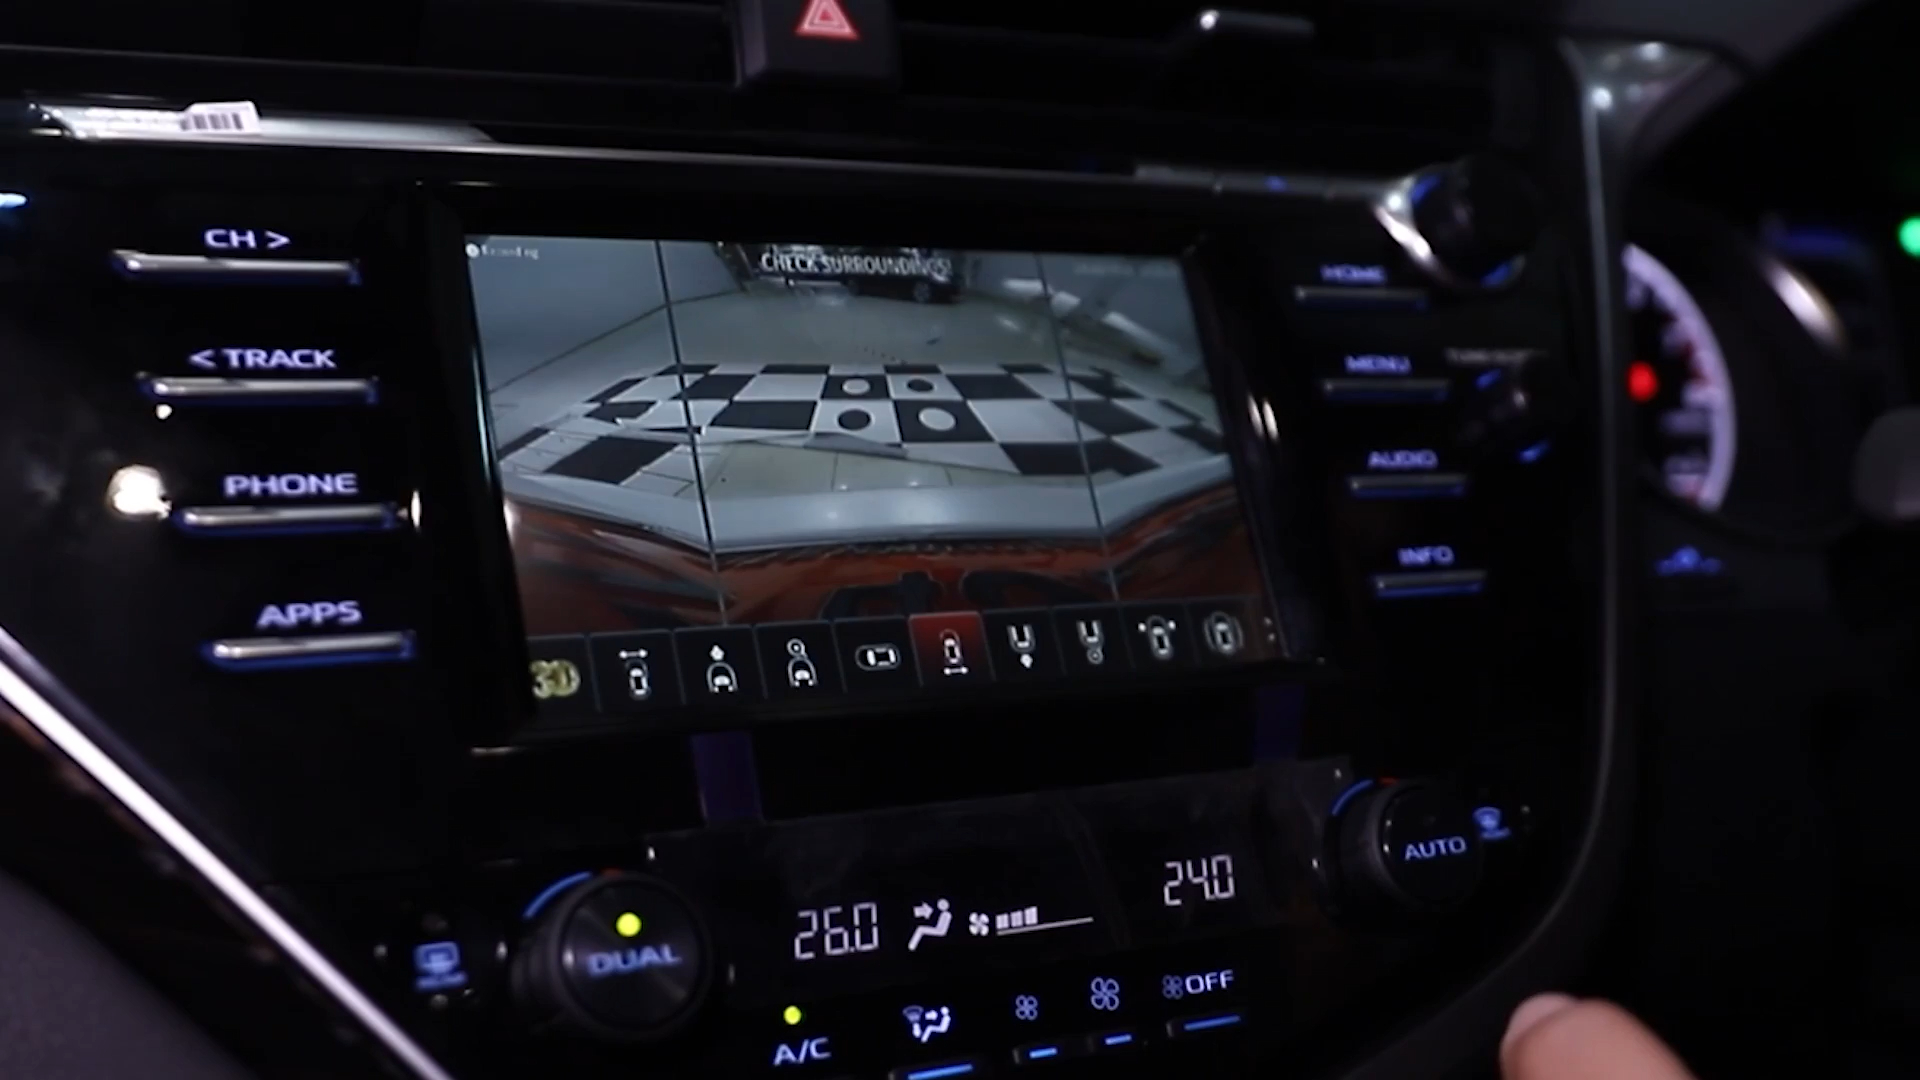 CH >
< TRACK
PHONE
APPS
CHECK SURROUNDINGS!
3D
HOME
MENU
AUDIO
INFO
DUAL
26.0
24.0
AUTO
A/C
OFF